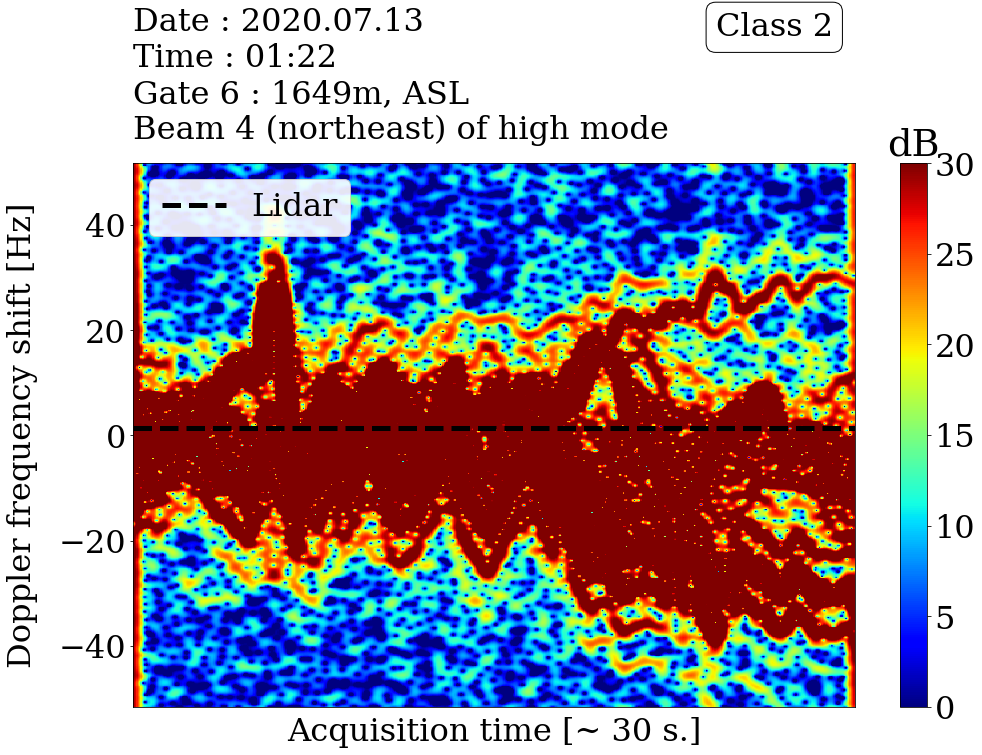 Date : 2020.07.13
Time : 01:22
Gate 6 : 1649m, ASL
Beam 4 (northeast) of high mode
Class 2
dB
Lidar
Doppler frequency shift [Hz]
40
20
0
−20
−40
30
25
20
15
10
5
0
Acquisition time [~ 30 s.]